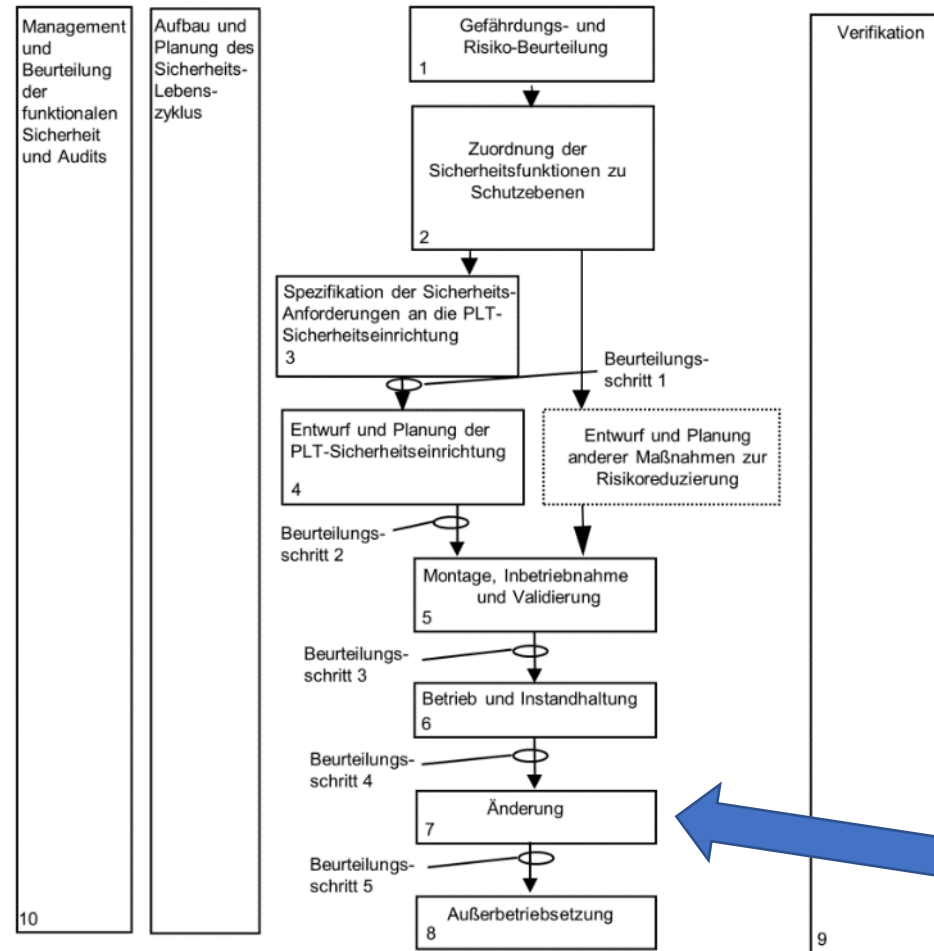 Management
und
Beurteilung
der
funktionalen
Sicherheit
und Audits
10
Aufbau und
Planung des
Sicherheits-
Lebens-
zyklus
Gefährdungs- und
Risiko-Beurteilung
1
Zuordnung der
Sicherheitsfunktionen zu
Schutzebenen
2
Spezifikation der Sicherheits-
Anforderungen an die PLT-
Sicherheitseinrichtung
3
Beurteilungs-
schritt 1
Entwurf und Planung der
PLT-Sicherheitseinrichtung
4
Entwurf und Planung
anderer Maßnahmen zur
Risikoreduzierung
Beurteilungs-
schritt 2
Montage, Inbetriebnahme
und Validierung
5
Beurteilungs-
schritt 3
Betrieb und Instandhaltung
6
Beurteilungs-
schritt 4
Änderung
7
Beurteilungs-
schritt 5
Außerbetriebsetzung
8
Verifikation
9